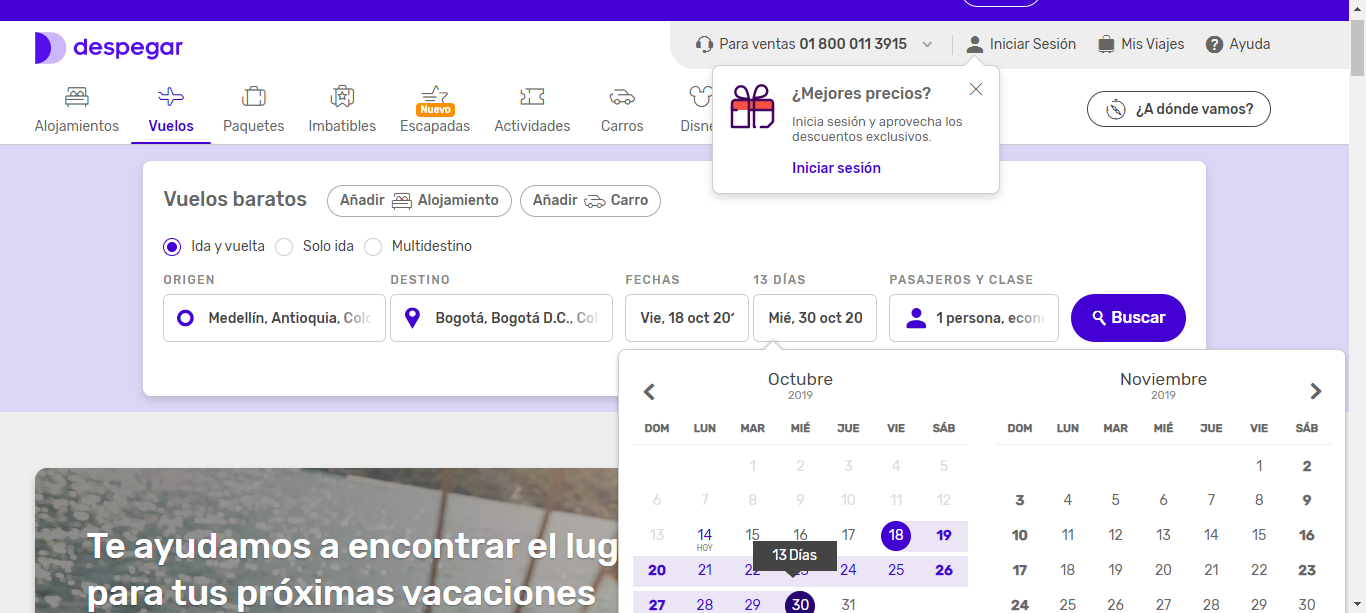 despegar
Para ventas 01 800 011 3915
Iniciar Sesión
Mis Viajes
Ayuda
Alojamientos
Vuelos
Paquetes
Imbatibles
Nuevo
Escapadas
Actividades
Carros
Disne
¿A dónde vamos?
¿Mejores precios?
Inicia sesión y aprovecha los
descuentos exclusivos.
Iniciar sesión
Vuelos baratos
Añadir Alojamiento
Añadir Carro
Ida y vuelta
Solo ida
Multidestino
ORIGEN
DESTINO
FECHAS
13 DÍAS
PASAJEROS Y CLASE
Medellín, Antioquia, Colo
Bogotá, Bogotá D.C., Col
Vie, 18 oct 201
Mié, 30 oct 20
1 persona, econ
Buscar
Octubre
2019
DOM LUN MAR MIÉ JUE VIE SÁB
1 2 3 4 5
6 7 8 9 10 11 12
13 14 15 16 17 18 19
HOY
13 Días
20 21 22 23 24 25 26
27 28 29 30 31
Noviembre
2019
DOM LUN MAR MIÉ JUE VIE SÁB
1 2
3 4 5 6 7 8 9
10 11 12 13 14 15 16
17 18 19 20 21 22 23
24 25 26 27 28 29 30
Te ayudamos a encontrar el lug
para tus próximas vacaciones